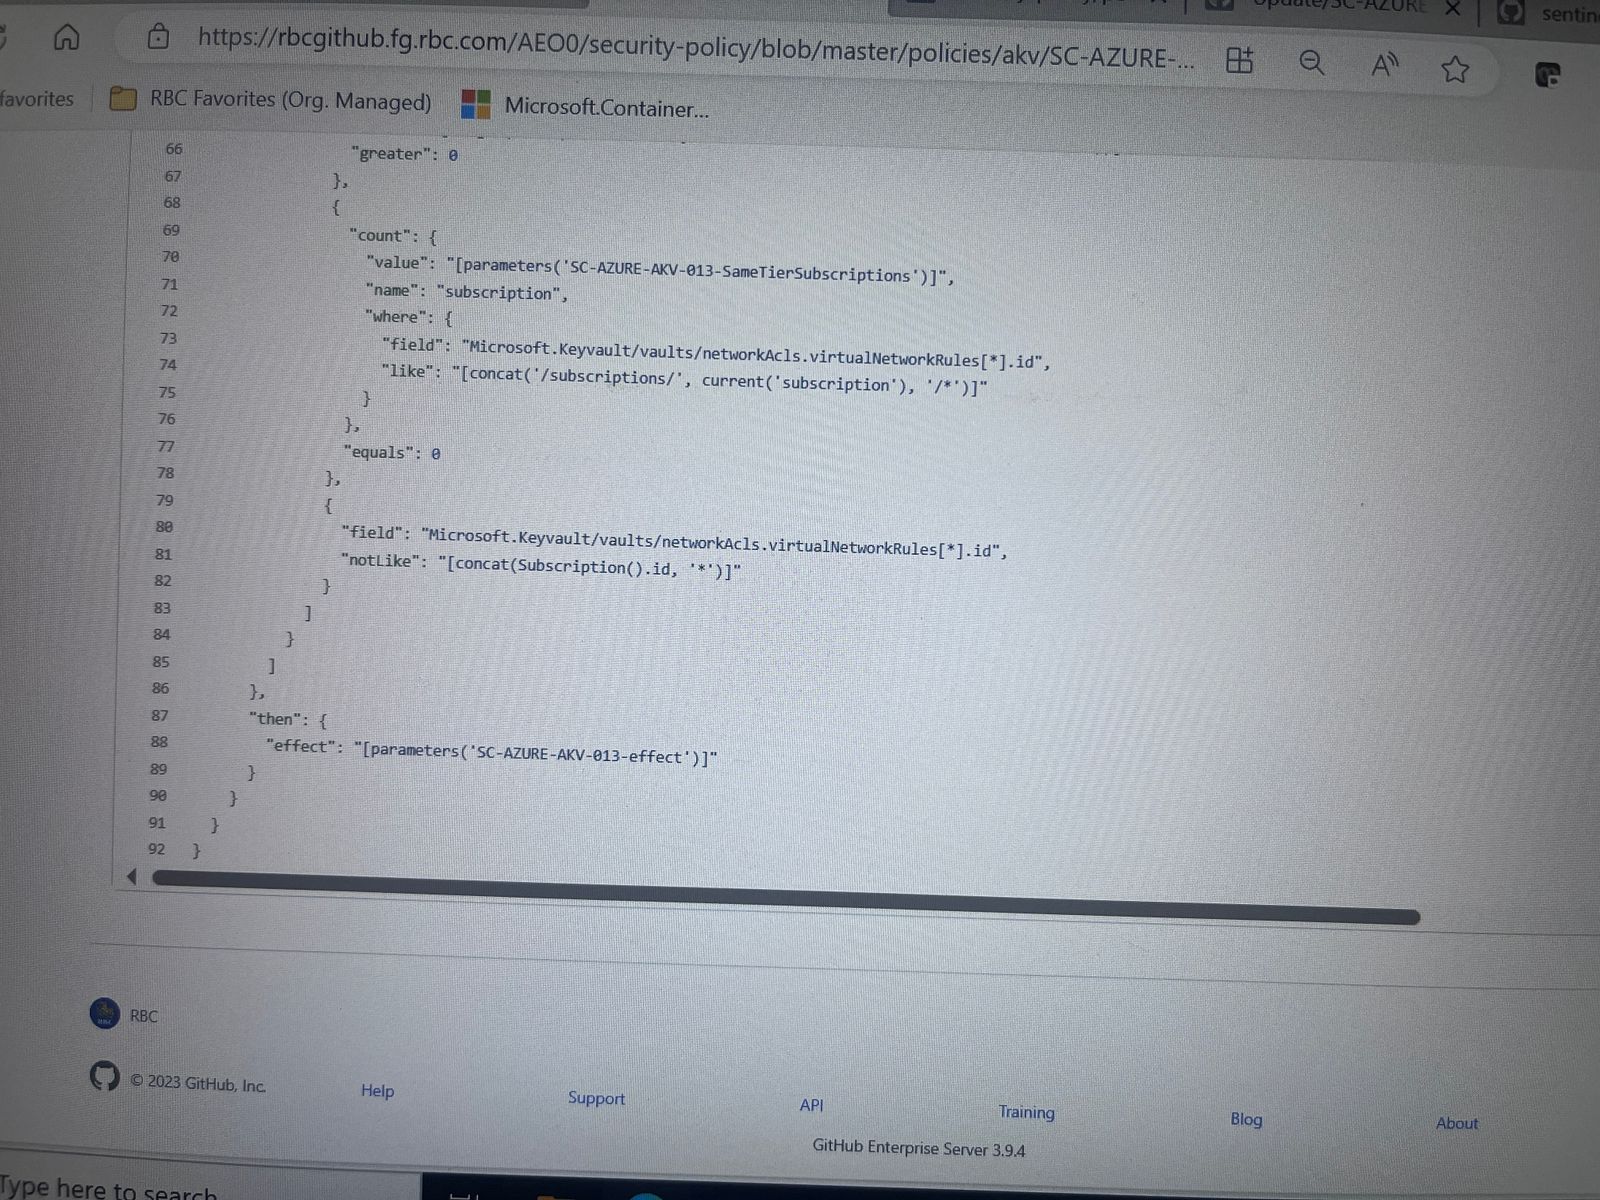 https://rbcgithub.fg.rbc.com/AEO0/security-policy/blob/master/policies/akv/SC-AZURE-...
favorites
RBC Favorites (Org. Managed)
Microsoft.Container...
66 "greater": 0
67 },
68 {
69 "count": {
70 "value": "[parameters('SC-AZURE-AKV-013-SameTierSubscriptions')]",
71 "name": "subscription",
72 "where": {
73 "field": "Microsoft.Keyvault/vaults/networkAcls.virtualNetworkRules[*].id",
74 "like": "[concat('/subscriptions/', current('subscription'), '/*')]"
75 }
76 },
77 "equals": 0
78 },
79 {
80 "field": "Microsoft.Keyvault/vaults/networkAcls.virtualNetworkRules[*].id",
81 "notLike": "[concat(Subscription().id, '*')]"
82 }
83 ]
84 }
85 ]
86 },
87 "then": {
88 "effect": "[parameters('SC-AZURE-AKV-013-effect')]"
89 }
90 }
91 }
92 }
RBC
© 2023 GitHub, Inc.
Help
Support
API
Training
Blog
About
GitHub Enterprise Server 3.9.4
Type here to search